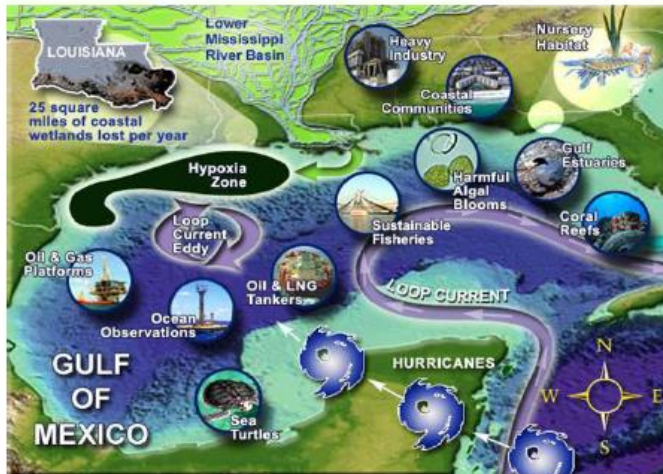 LOUISIANA
25 square
miles of coastal
wetlands lost per year
Lower
Mississippi
River Basin
Heavy
Industry
Coastal
Communities
Nursery
Habitat
Hypoxia
Zone
Harmful
Algal
Blooms
Gulf
Estuaries
Loop
Current
Eddy
Sustainable
Fisheries
Coral
Reefs
Oil & Gas
Platforms
Oil & LNG
Tankers
Ocean
Observations
LOOP CURRENT
GULF
OF
MEXICO
HURRICANES
Sea
Turtles
N
W
E
S